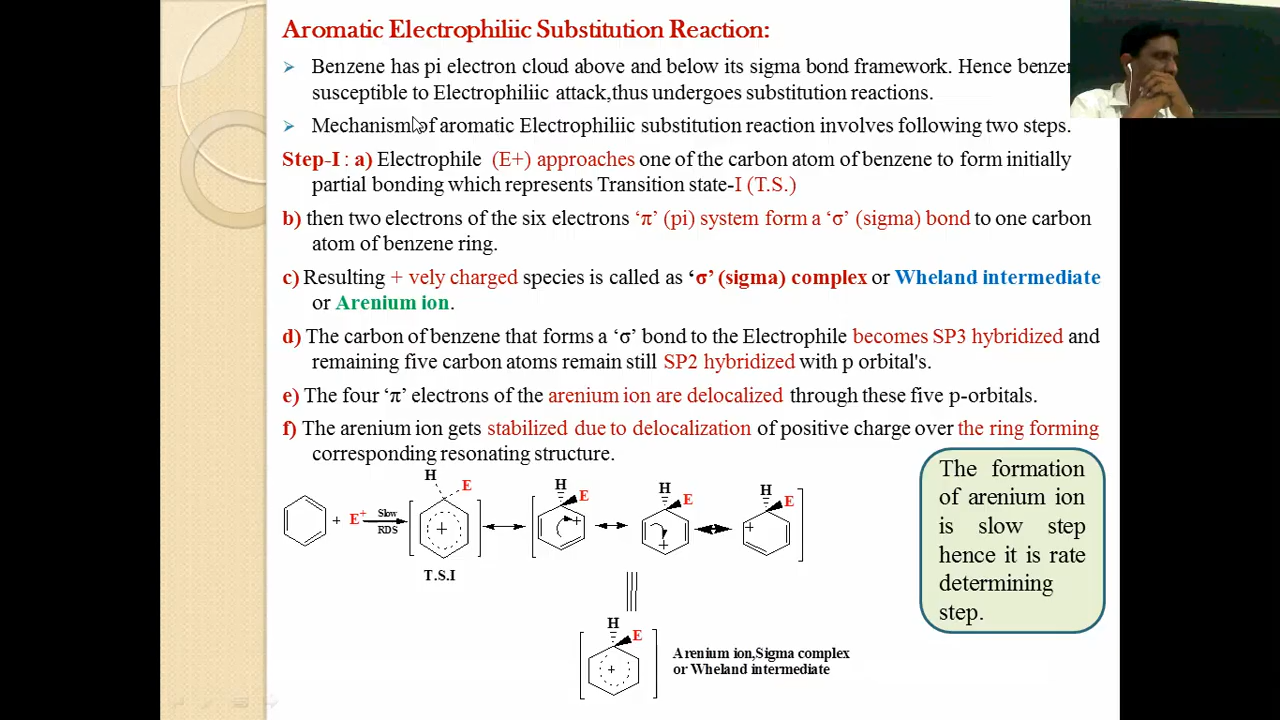 Aromatic Electrophiliic Substitution Reaction:
Benzene has pi electron cloud above and below its sigma bond framework. Hence
susceptible to Electrophiliic attack,thus undergoes substitution reactions.
Mechanism of aromatic Electrophiliic substitution reaction involves following two steps.
Step-I : a) Electrophile (E+) approaches one of the carbon atom of benzene to form initially
partial bonding which represents Transition state-I (T.S.)
b) then two electrons of the six electrons ‘π’ (pi) system form a ‘σ’ (sigma) bond to one carbon
atom of benzene ring.
c) Resulting + vely charged species is called as ‘σ’ (sigma) complex or Wheland intermediate
or Arenium ion.
d) The carbon of benzene that forms a ‘σ’ bond to the Electrophile becomes SP3 hybridized and
remaining five carbon atoms remain still SP2 hybridized with p orbital's.
e) The four ‘π’ electrons of the arenium ion are delocalized through these five p-orbitals.
f) The arenium ion gets stabilized due to delocalization of positive charge over the ring forming
corresponding resonating structure.
H E H E H E H E
+ E+ Slow + + + +
RDS
T.S.I
The formation
of arenium ion
is slow step
hence it is rate
determining
step.
H E
+
Arenium ion,Sigma complex
or Wheland intermediate